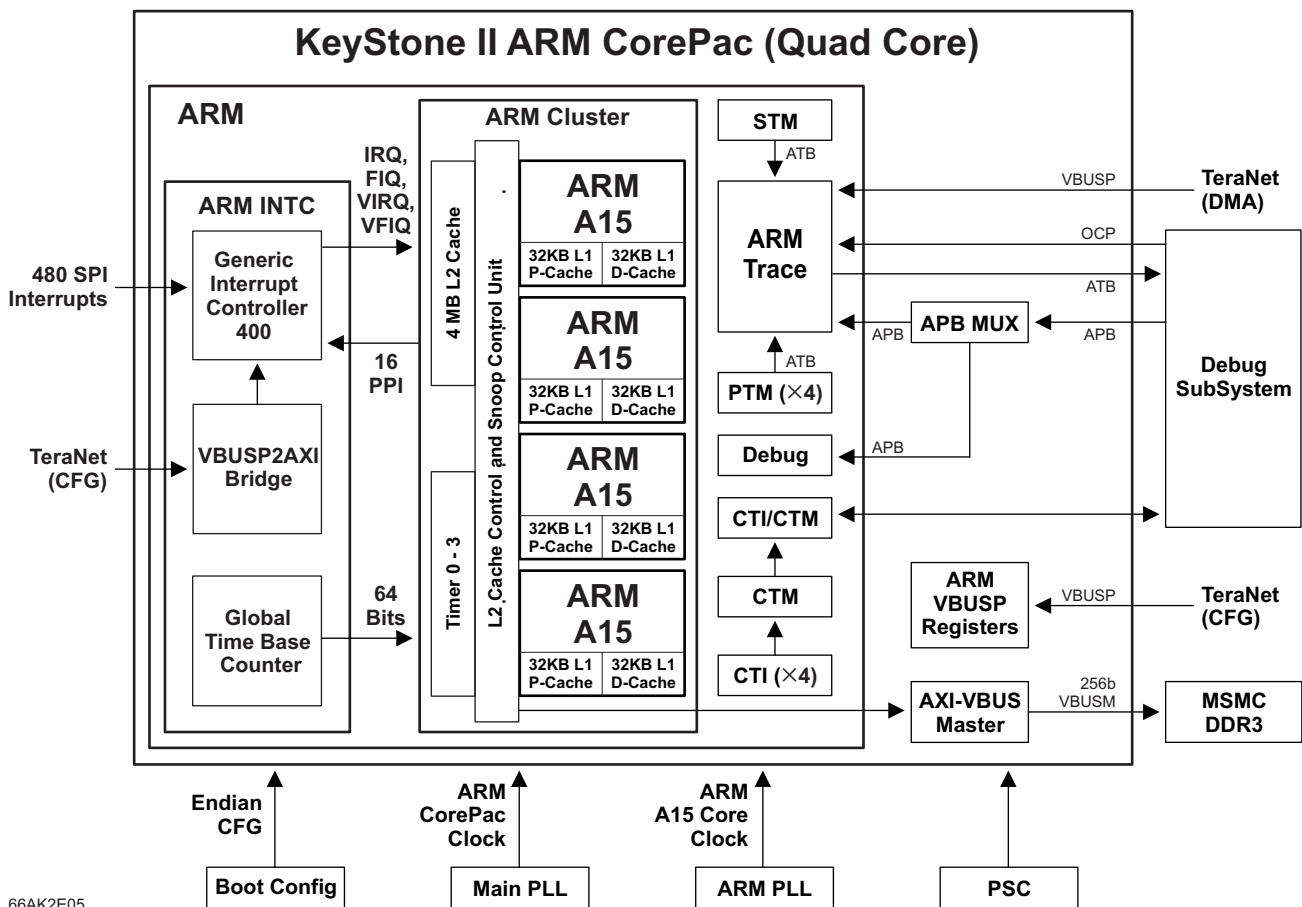 KeyStone II ARM CorePac (Quad Core)
ARM
ARM INTC
Generic
Interrupt
Controller
400
VBUSP2AXI
Bridge
Global
Time Base
Counter
480 SPI
Interrupts
TeraNet
(CFG)
IRQ,
FIQ,
VIRQ,
VFIQ
16
PPI
64
Bits
ARM Cluster
4 MB L2 Cache
Timer 0 - 3
L2 Cache Control and Snoop Control Unit
ARM
A15
32KB L1
P-Cache
32KB L1
D-Cache
ARM
A15
32KB L1
P-Cache
32KB L1
D-Cache
ARM
A15
32KB L1
P-Cache
32KB L1
D-Cache
ARM
A15
32KB L1
P-Cache
32KB L1
D-Cache
STM
ATB
ARM
Trace
ATB
PTM (×4)
Debug
CTI/CTM
CTM
CTI (×4)
VBUSP
OCP
ATB
APB
APB MUX
APB
APB
ARM
VBUSP
Registers
VBUSP
AXI-VBUS
Master
256b
VBUSM
TeraNet
(DMA)
Debug
SubSystem
TeraNet
(CFG)
MSMC
DDR3
Endian
CFG
ARM
CorePac
Clock
ARM
A15 Core
Clock
Boot Config
Main PLL
ARM PLL
PSC
66AK2E05